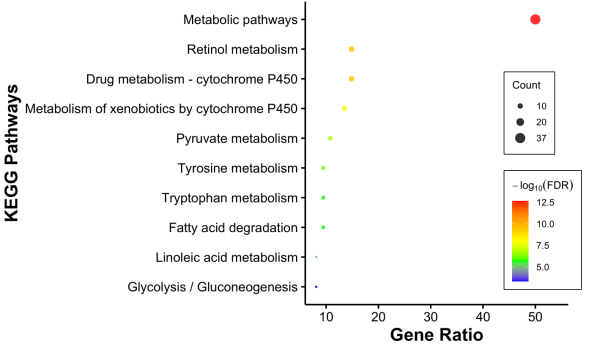 KEGG Pathways
Metabolic pathways
Retinol metabolism
Drug metabolism - cytochrome P450
Metabolism of xenobiotics by cytochrome P450
Pyruvate metabolism
Tyrosine metabolism
Tryptophan metabolism
Fatty acid degradation
Linoleic acid metabolism
Glycolysis / Gluconeogenesis
10 20 30 40 50
Gene Ratio
Count
10
20
37
−log₁₀(FDR)
12.5
10.0
7.5
5.0